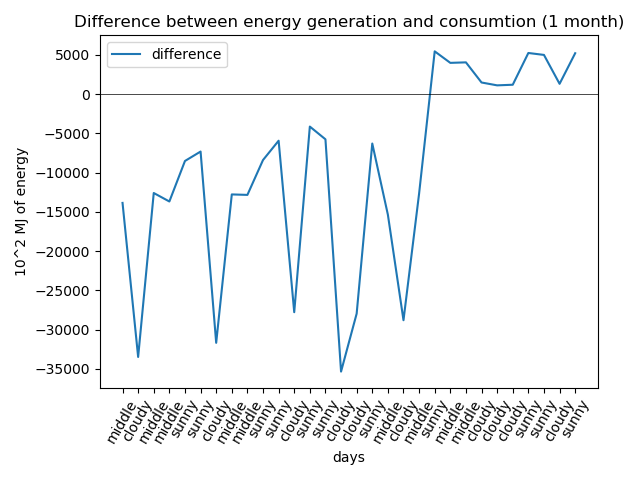 Difference between energy generation and consumtion (1 month)
difference
5000
0
−5000
−10000
−15000
−20000
−25000
−30000
−35000
10^2 MJ of energy
middle
cloudy
middle
middle
sunny
sunny
cloudy
middle
middle
sunny
sunny
cloudy
sunny
sunny
cloudy
cloudy
sunny
middle
cloudy
middle
sunny
middle
middle
cloudy
cloudy
cloudy
sunny
sunny
cloudy
sunny
days